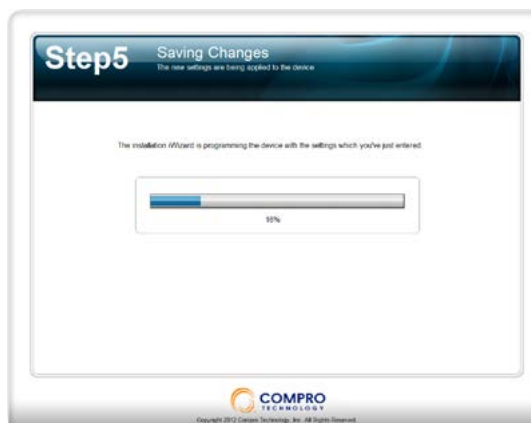 Step5
Saving Changes
The new settings are being applied to the device
The installation iWizard is programming the device with the settings which you've just entered.
16%
COMPRO
TECHNOLOGY
Copyright 2012 Compro Technology, Inc. All Rights Reserved.